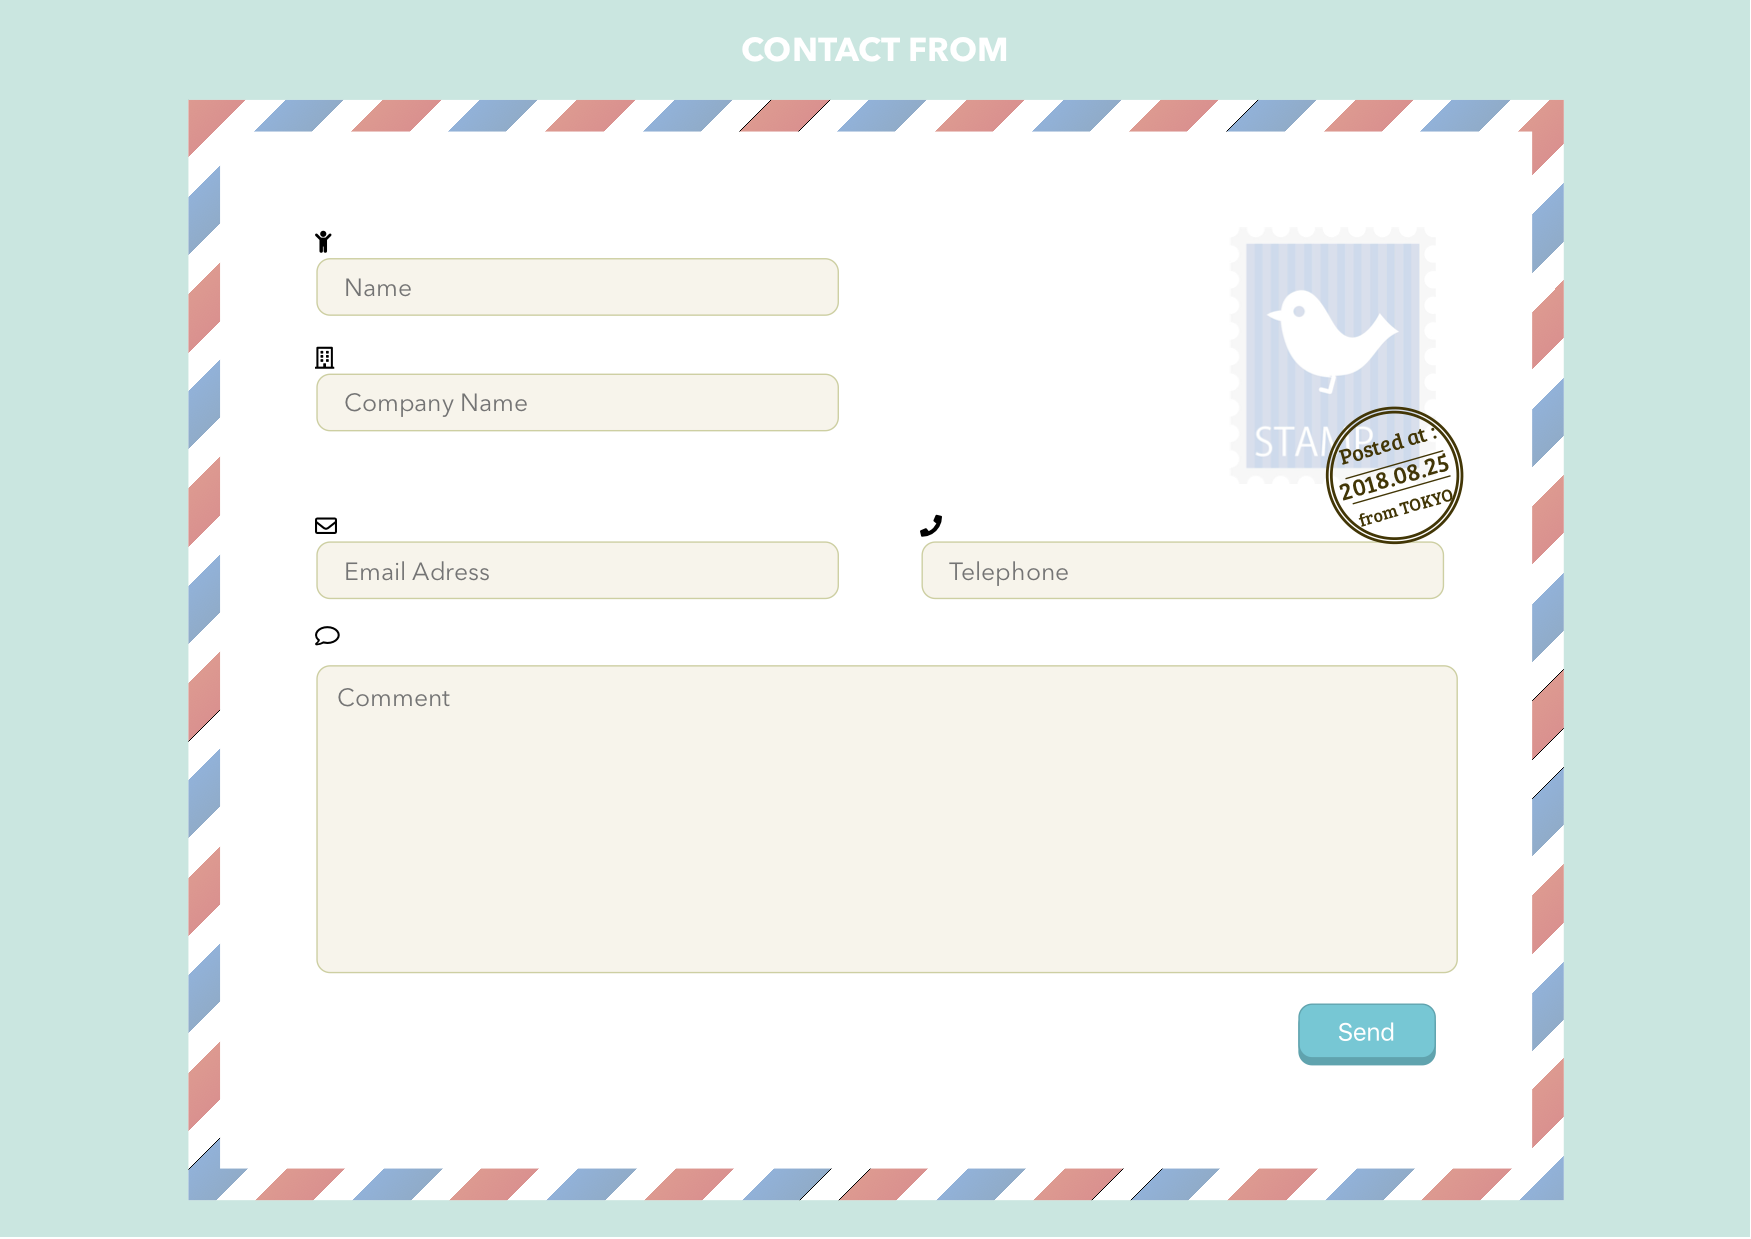 CONTACT FROM
Name
Company Name
STAMP
Posted at :
2018.08.25
from TOKYO
Email Adress
Telephone
Comment
Send